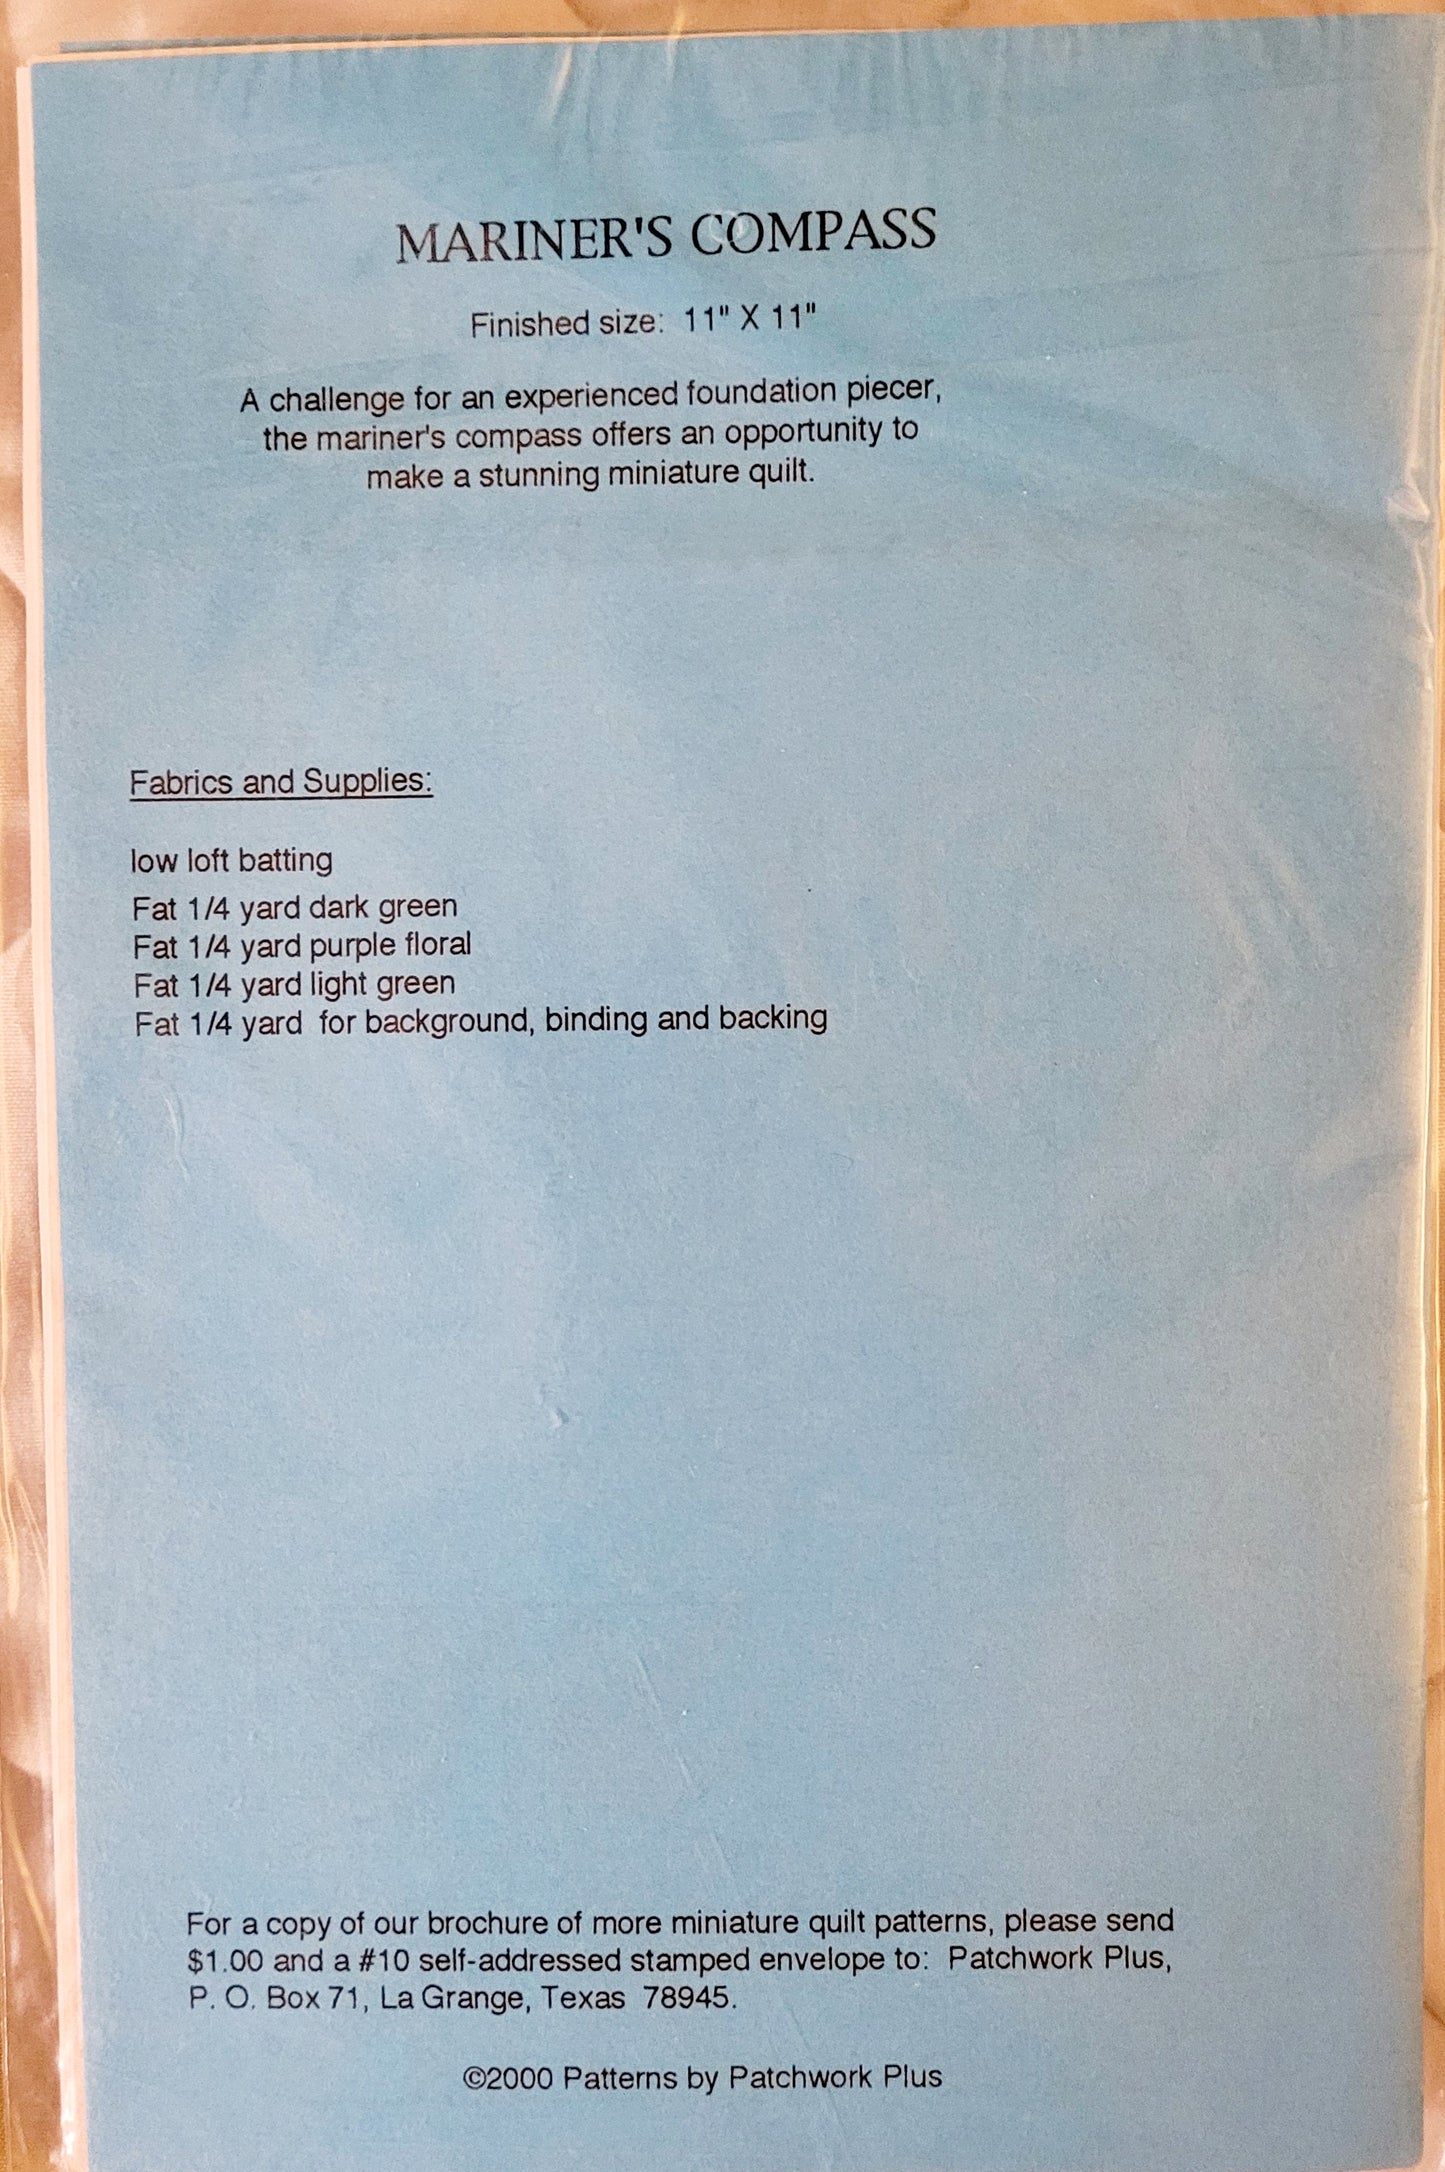 MARINER'S COMPASS
Finished size:  11" X 11"
A challenge for an experienced foundation piecer,
the mariner's compass offers an opportunity to
make a stunning miniature quilt.
Fabrics and Supplies:
low loft batting
Fat 1/4 yard dark green
Fat 1/4 yard purple floral
Fat 1/4 yard light green
Fat 1/4 yard  for background, binding and backing
For a copy of our brochure of more miniature quilt patterns, please send
$1.00 and a #10 self-addressed stamped envelope to:  Patchwork Plus,
P. O. Box 71, La Grange, Texas  78945.
©2000 Patterns by Patchwork Plus